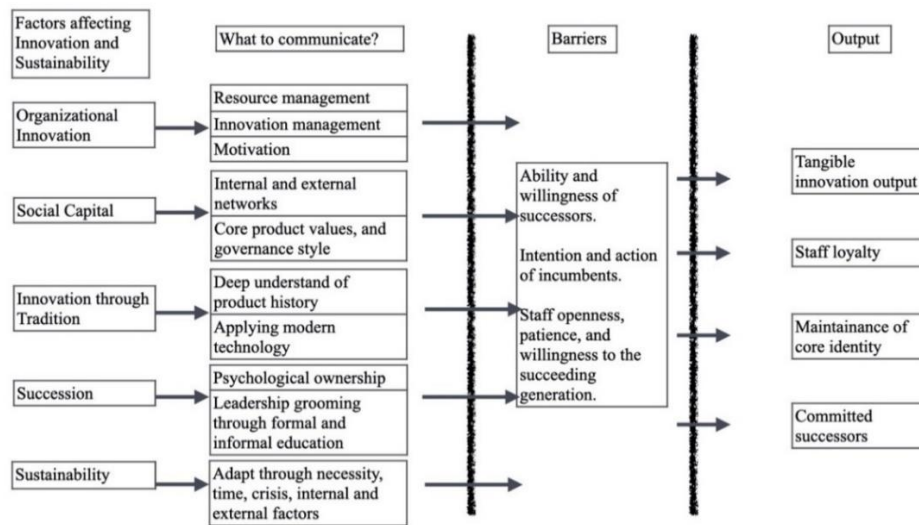 Factors affecting
Innovation and
Sustainability
What to communicate?
Barriers
Output
Organizational
Innovation
Resource management
Innovation management
Motivation
Social Capital
Internal and external
networks
Core product values, and
governance style
Innovation through
Tradition
Deep understand of
product history
Applying modern
technology
Succession
Psychological ownership
Leadership grooming
through formal and
informal education
Sustainability
Adapt through necessity,
time, crisis, internal and
external factors
Ability and
willingness of
successors.
Intention and action
of incumbents.
Staff openness,
patience, and
willingness to the
succeeding
generation.
Tangible
innovation output
Staff loyalty
Maintainance of
core identity
Committed
successors